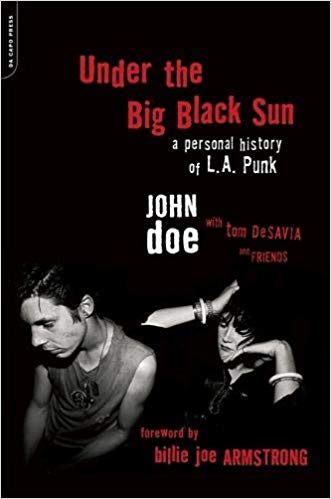 DA CAPO PRESS
Under the
Big Black Sun
a personal history
of L.A. Punk
JOHN
doe
with tom DeSAVIA
and FRIENDS
foreword by
billie joe ARMSTRONG